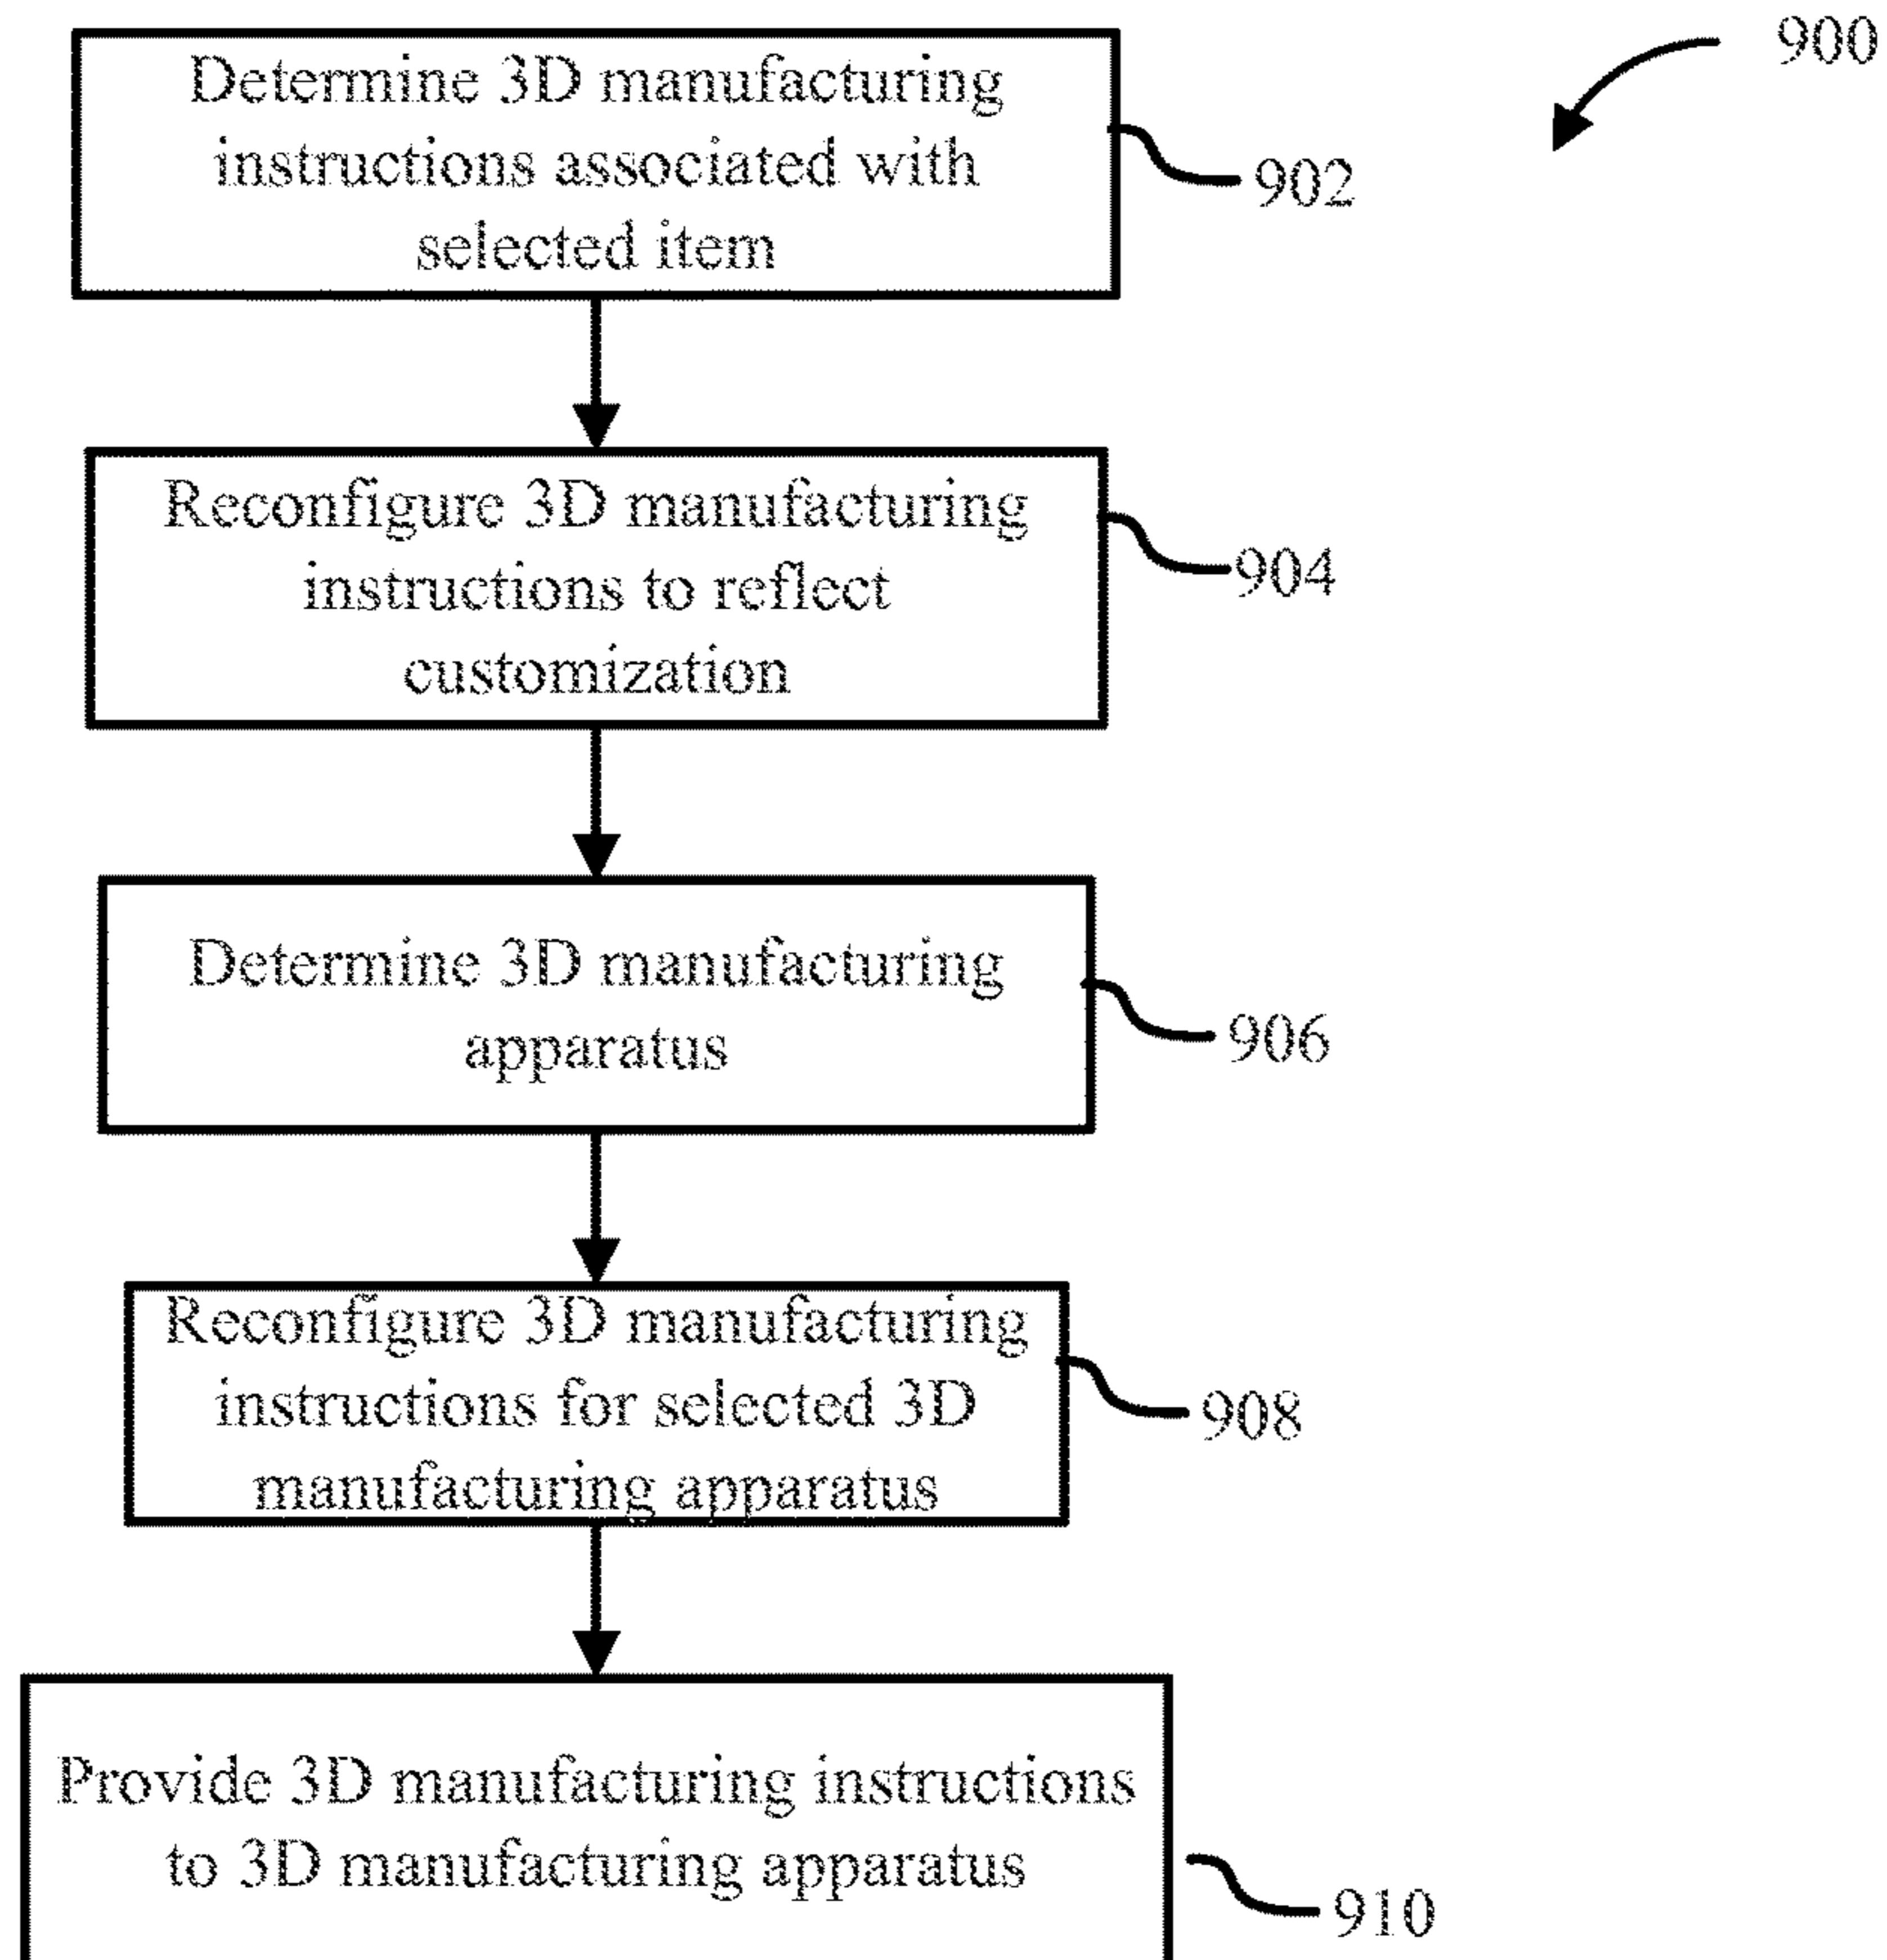 900
Determine 3D manufacturing
instructions associated with
selected item
902
Reconfigure 3D manufacturing
instructions to reflect
customization
904
Determine 3D manufacturing
apparatus
906
Reconfigure 3D manufacturing
instructions for selected 3D
manufacturing apparatus
908
Provide 3D manufacturing instructions
to 3D manufacturing apparatus
910